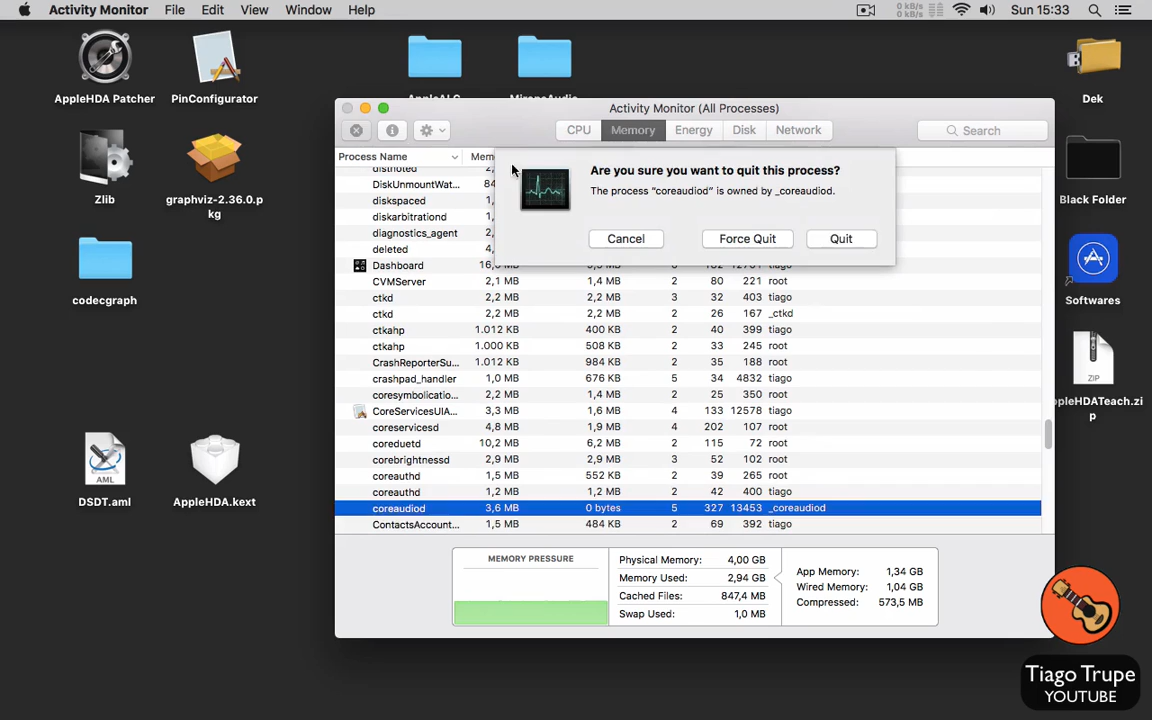 Activity Monitor File Edit View Window Help
0 kB/s
0 kB/s
Sun 15:33
AppleHDA Patcher
PinConfigurator
Zlib
graphviz-2.36.0.p
kg
codecgraph
DSDT.aml
AppleHDA.kext
Dek
Black Folder
Softwares
ZIP
ppleHDATeach.zi
p
AML
Activity Monitor (All Processes)
CPU Memory Energy Disk Network
Search
Process Name Mem
Are you sure you want to quit this process?
The process “coreaudiod” is owned by _coreaudiod.
Cancel Force Quit Quit
distnoted
DiskUnmountWat... 84
diskspaced 1,
diskarbitrationd 2,
diagnostics_agent 2,
deleted 1,
Dashboard 16,
CVMServer 2,1 MB 2,2 MB 2 80 221 root
ctkd 2,2 MB 2,2 MB 3 32 403 tiago
ctkd 2,2 MB 2,2 MB 2 26 167 _ctkd
ctkahp 1.012 KB 400 KB 2 40 399 tiago
ctkahp 1.000 KB 508 KB 2 33 245 root
CrashReporterSu... 1.012 KB 984 KB 2 35 188 root
crashpad_handler 1,0 MB 676 KB 5 34 4832 tiago
coresymbolicatio... 2,2 MB 1,4 MB 2 25 350 root
CoreServicesUIA... 3,3 MB 1,6 MB 4 133 12578 tiago
coreservicesd 4,8 MB 1,9 MB 4 202 107 root
coreduetd 10,2 MB 6,2 MB 2 115 72 root
corebrightnessd 2,9 MB 2,9 MB 3 52 102 root
coreauthd 1,5 MB 552 KB 2 39 265 root
coreauthd 1,2 MB 1,2 MB 2 42 400 tiago
coreaudiod 3,6 MB 0 bytes 5 327 13453 _coreaudiod
ContactsAccount... 1,5 MB 484 KB 2 69 392 tiago
MEMORY PRESSURE
Physical Memory: 4,00 GB
Memory Used: 2,94 GB
Cached Files: 847,4 MB
Swap Used: 1,0 MB
App Memory: 1,34 GB
Wired Memory: 1,04 GB
Compressed: 573,5 MB
Tiago Trupe
YOUTUBE